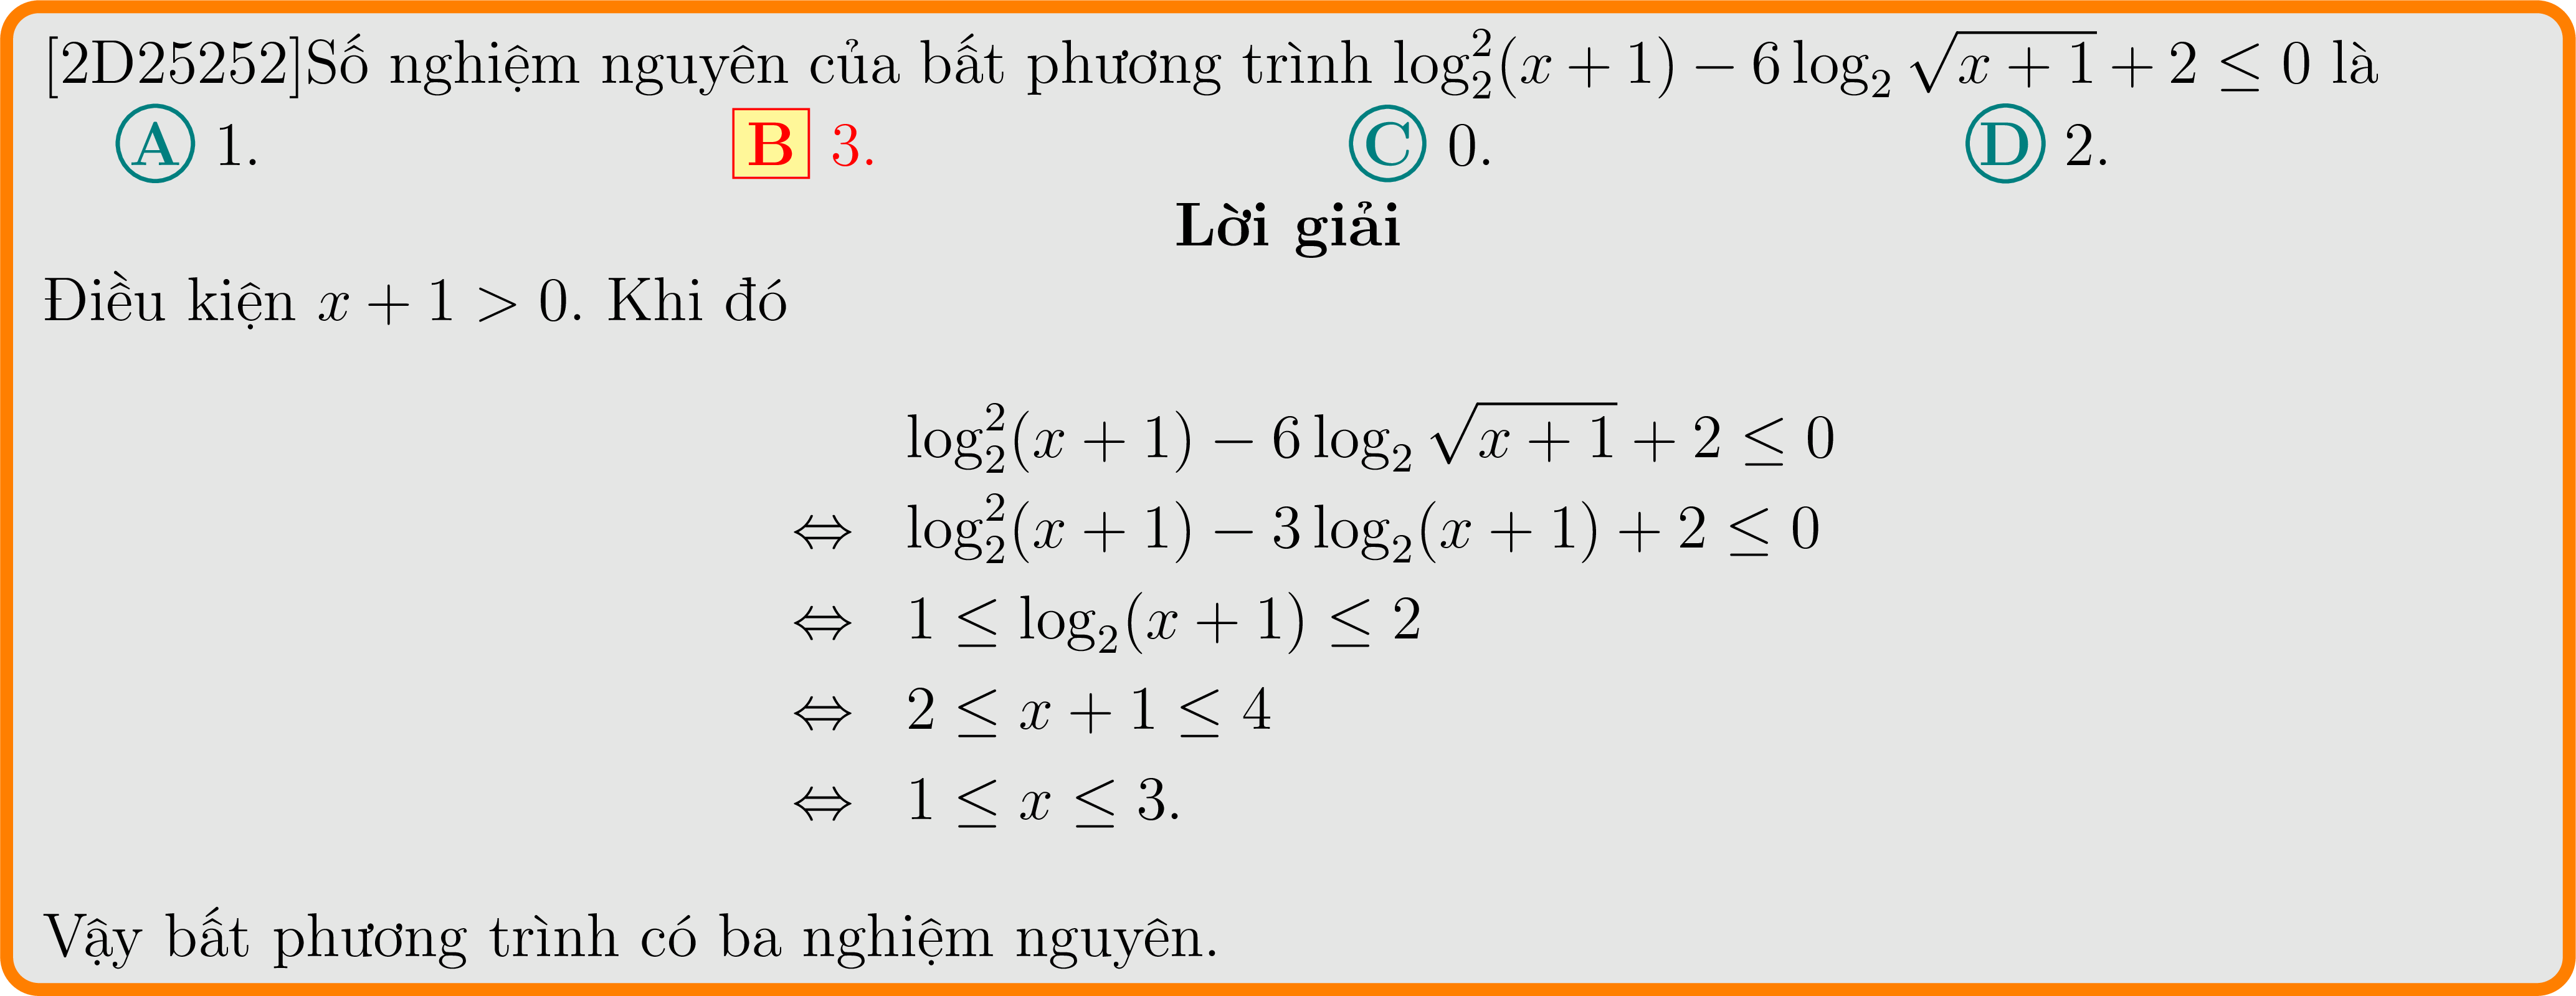 [2D25252]Số nghiệm nguyên của bất phương trình $\log_2^2(x+1) - 6\log_2\sqrt{x+1} + 2 \leq 0$ là
A 1. B 3. C 0. D 2.
Lời giải
Điều kiện $x + 1 > 0$. Khi đó
$\log_2^2(x+1) - 6\log_2\sqrt{x+1} + 2 \leq 0$
$\Leftrightarrow \log_2^2(x+1) - 3\log_2(x+1) + 2 \leq 0$
$\Leftrightarrow 1 \leq \log_2(x+1) \leq 2$
$\Leftrightarrow 2 \leq x + 1 \leq 4$
$\Leftrightarrow 1 \leq x \leq 3.$
Vậy bất phương trình có ba nghiệm nguyên.